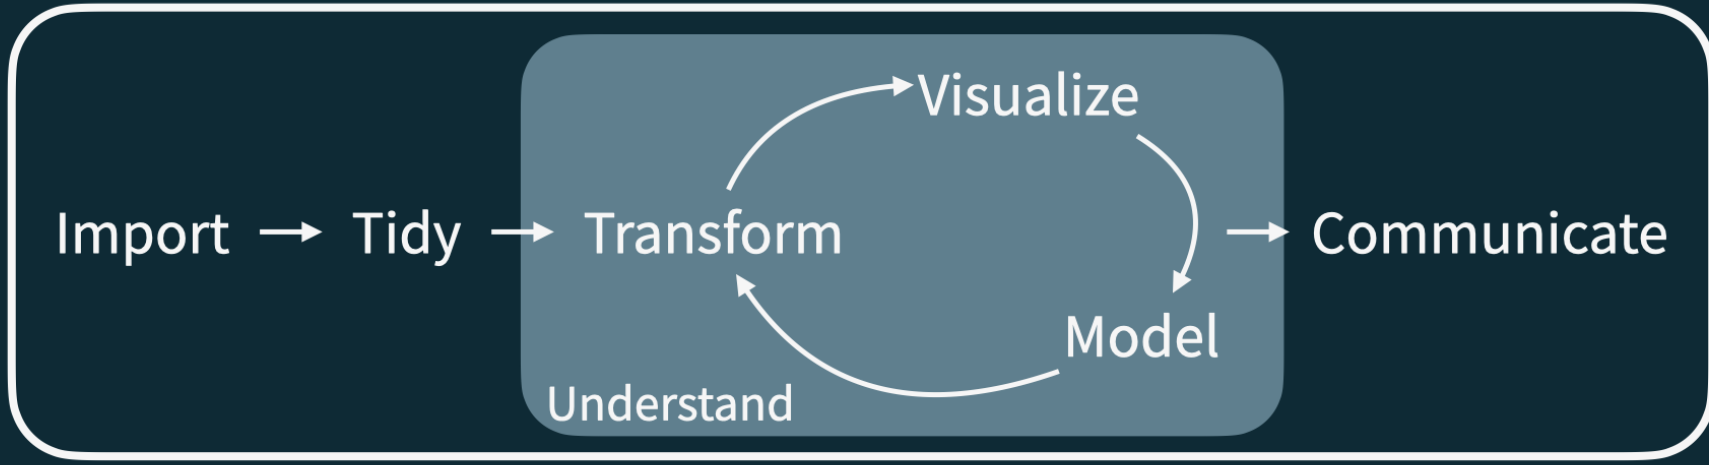 Import
Tidy
Transform
Visualize
Model
Understand
Communicate